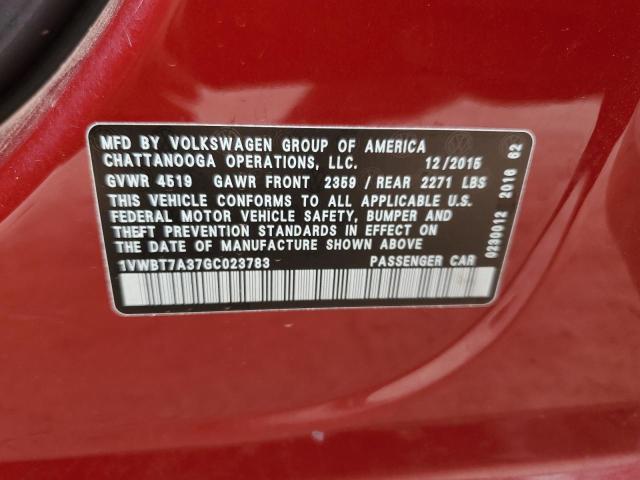 MFD BY VOLKSWAGEN GROUP OF AMERICA
CHATTANOOGA OPERATIONS, LLC. 12/2015
GVWR 4519 GAWR FRONT 2359 / REAR 2271 LBS
THIS VEHICLE CONFORMS TO ALL APPLICABLE U.S.
FEDERAL MOTOR VEHICLE SAFETY, BUMPER AND
THEFT PREVENTION STANDARDS IN EFFECT ON
THE DATE OF MANUFACTURE SHOWN ABOVE
1VWBT7A37GC023783 PASSENGER CAR
0230012 2016 62